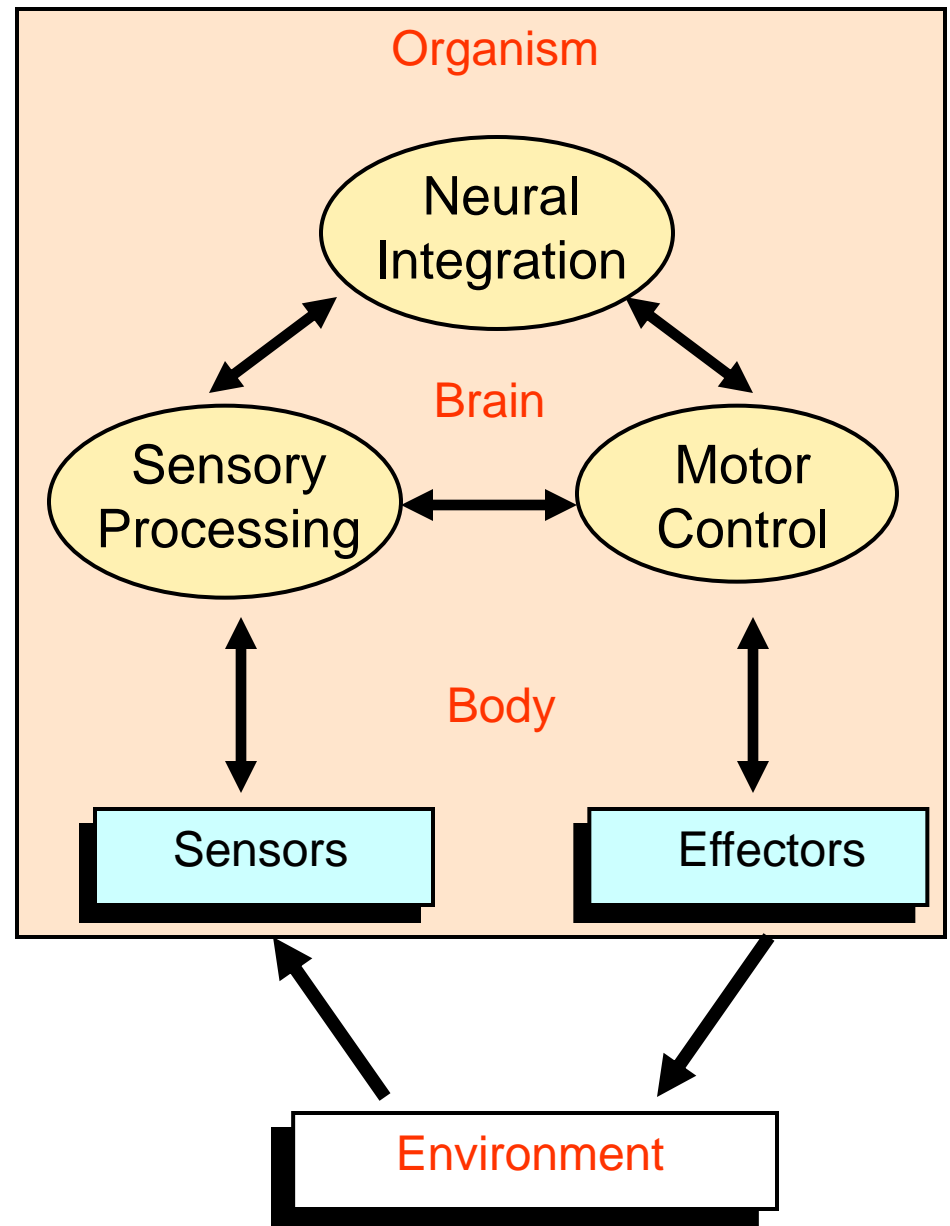 Organism
Neural
Integration
Brain
Sensory
Processing
Motor
Control
Body
Sensors
Effectors
Environment